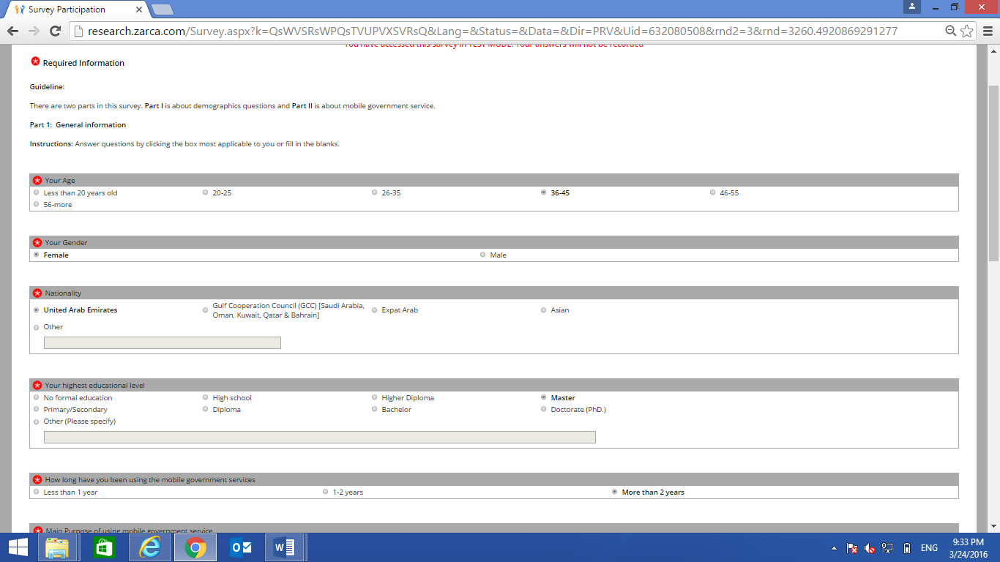 Survey Participation
research.zarca.com/Survey.aspx?k=QsWVSRsWPQsTVUPVXSVRsQ&Lang=&Status=&Data=&Dir=PRV&Uid=632080508&rnd2=3&rnd=3260.4920869291277
You have accessed this survey in TEST MODE. Your answers will not be recorded
Required Information
Guideline:
There are two parts in this survey. Part I is about demographics questions and Part II is about mobile government service.
Part 1: General information
Instructions: Answer questions by clicking the box most applicable to you or fill in the blanks.
Your Age
Less than 20 years old 20-25 26-35 36-45 46-55
56-more
Your Gender
Female Male
Nationality
United Arab Emirates Gulf Cooperation Council (GCC) [Saudi Arabia, Oman, Kuwait, Qatar & Bahrain] Expat Arab Asian
Other
Your highest educational level
No formal education High school Higher Diploma Master
Primary/Secondary Diploma Bachelor Doctorate (PhD.)
Other (Please specify)
How long have you been using the mobile government services
Less than 1 year 1-2 years More than 2 years
Main Purpose of using mobile government service
ENG
9:33 PM
3/24/2016